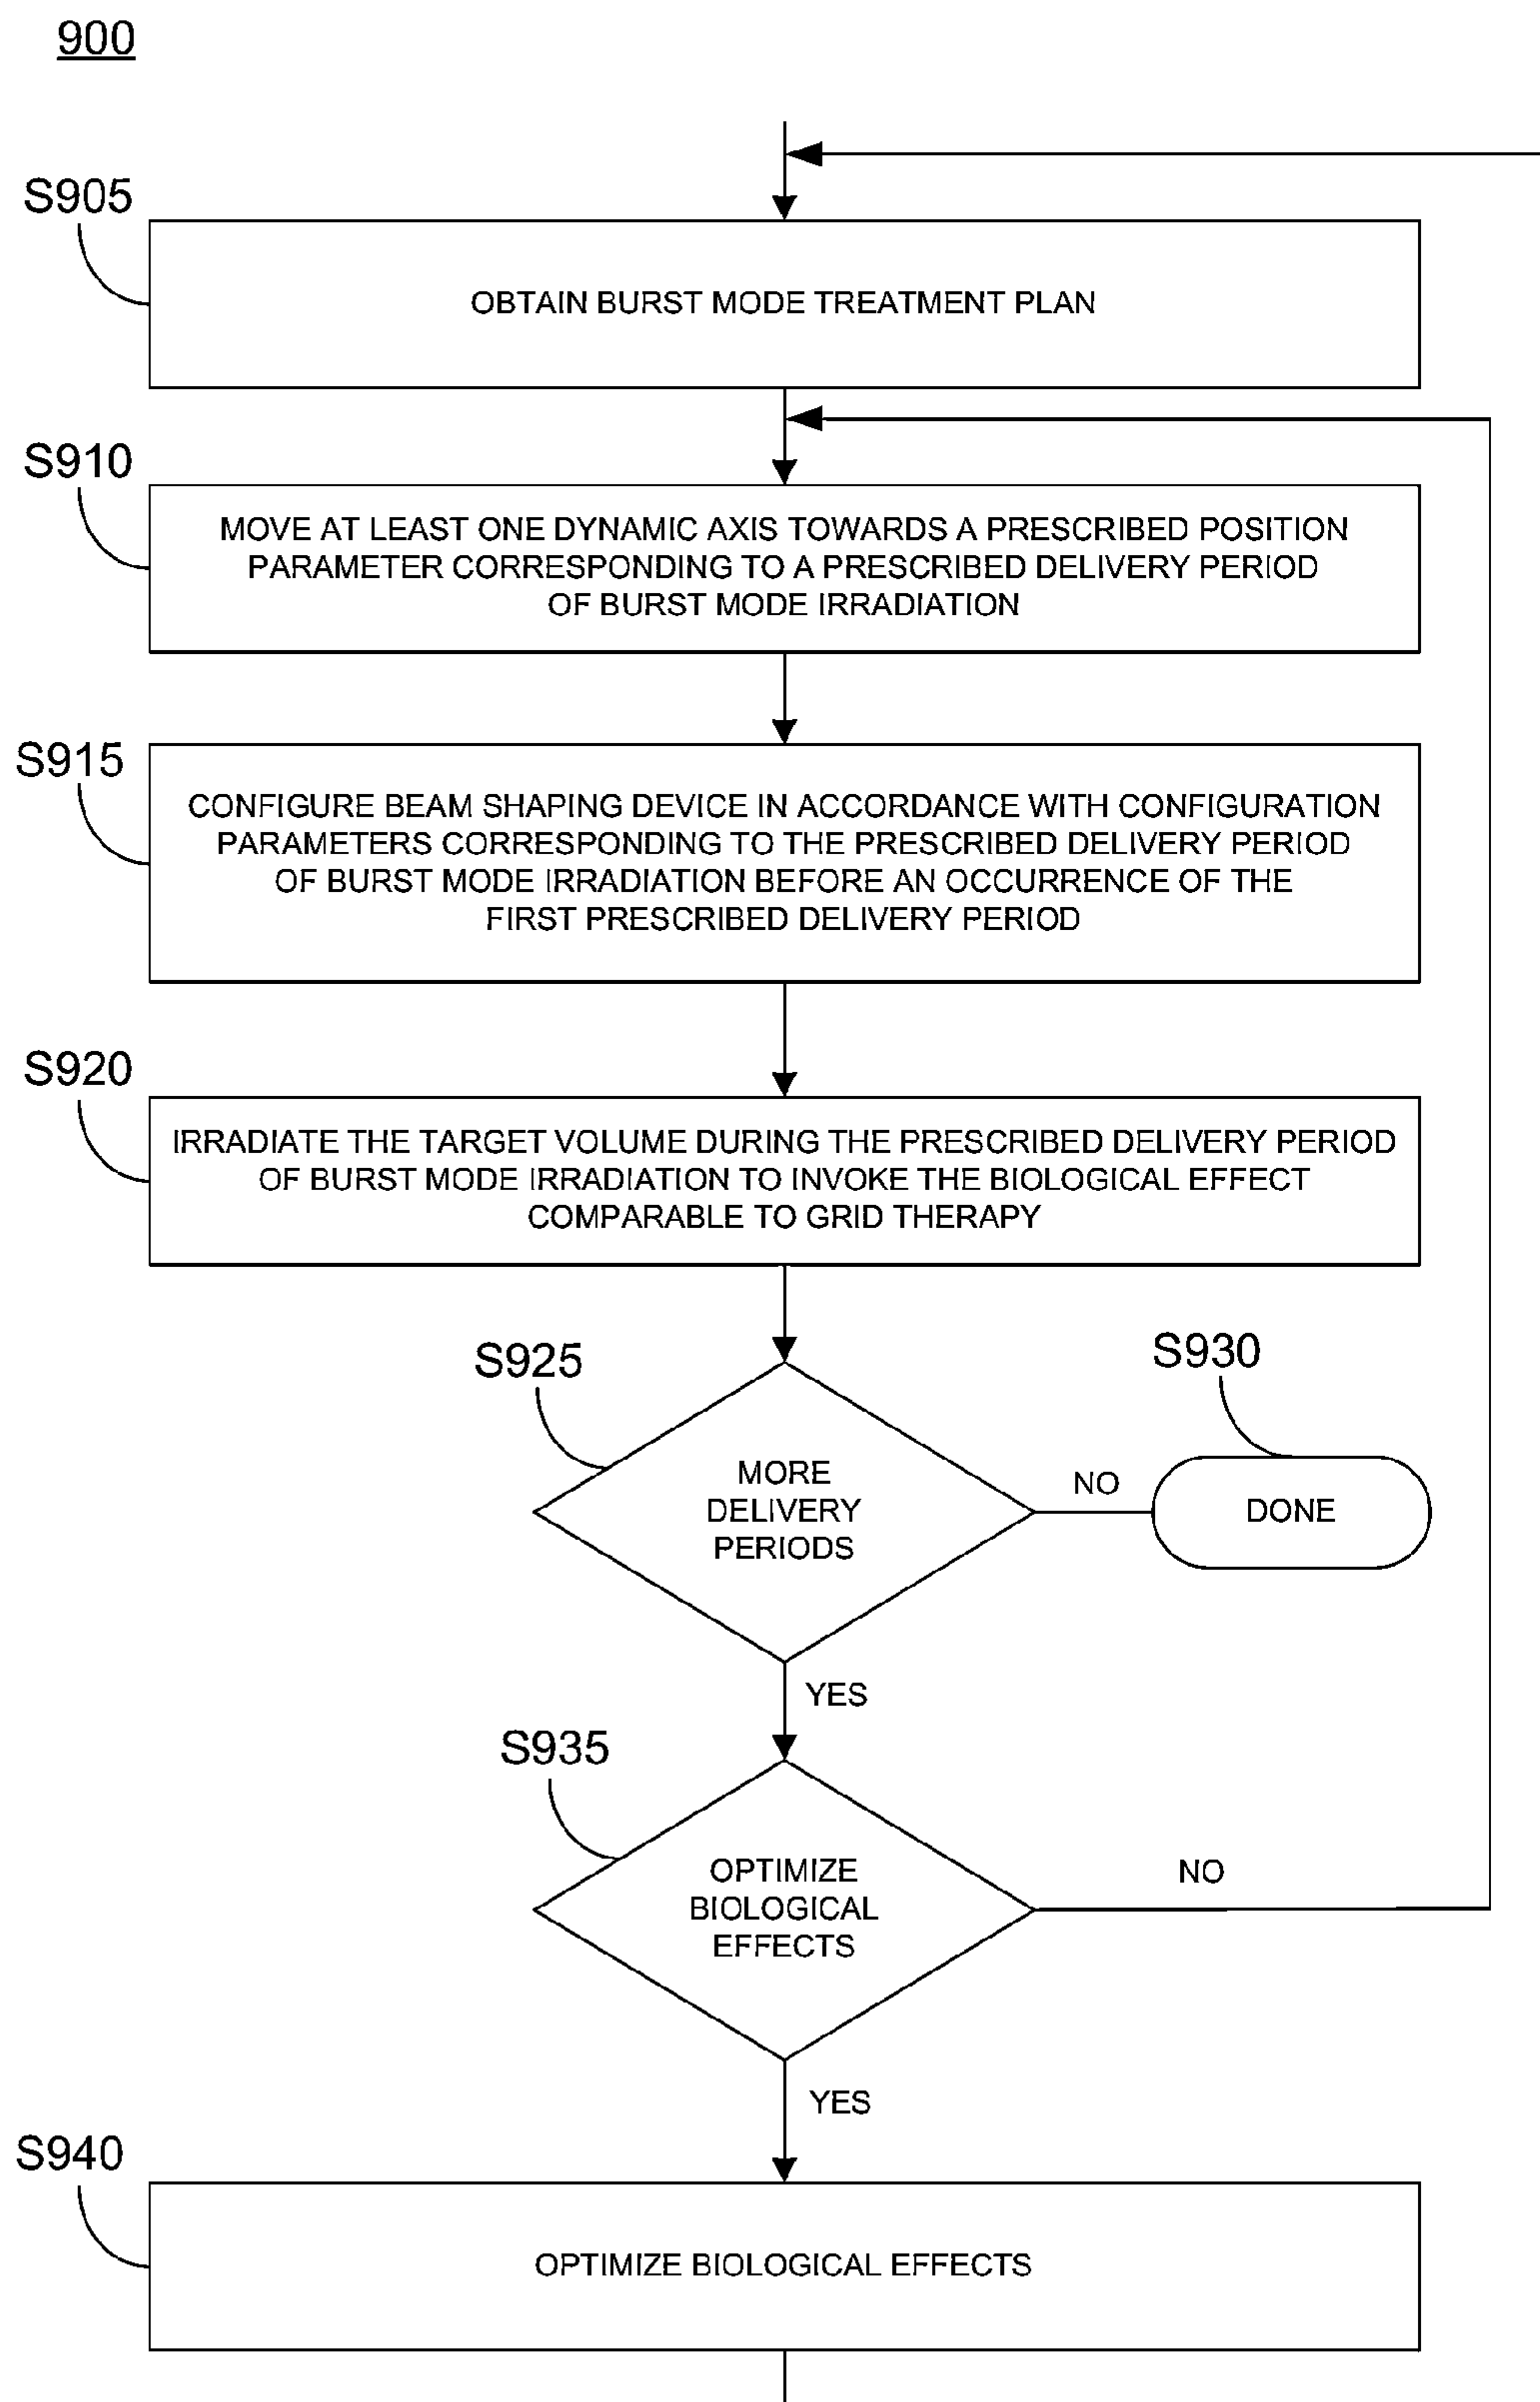 900
S905
OBTAIN BURST MODE TREATMENT PLAN
S910
MOVE AT LEAST ONE DYNAMIC AXIS TOWARDS A PRESCRIBED POSITION
PARAMETER CORRESPONDING TO A PRESCRIBED DELIVERY PERIOD
OF BURST MODE IRRADIATION
S915
CONFIGURE BEAM SHAPING DEVICE IN ACCORDANCE WITH CONFIGURATION
PARAMETERS CORRESPONDING TO THE PRESCRIBED DELIVERY PERIOD
OF BURST MODE IRRADIATION BEFORE AN OCCURRENCE OF THE
FIRST PRESCRIBED DELIVERY PERIOD
S920
IRRADIATE THE TARGET VOLUME DURING THE PRESCRIBED DELIVERY PERIOD
OF BURST MODE IRRADIATION TO INVOKE THE BIOLOGICAL EFFECT
COMPARABLE TO GRID THERAPY
S925
MORE
DELIVERY
PERIODS
NO
S930
DONE
YES
S935
OPTIMIZE
BIOLOGICAL
EFFECTS
NO
YES
S940
OPTIMIZE BIOLOGICAL EFFECTS